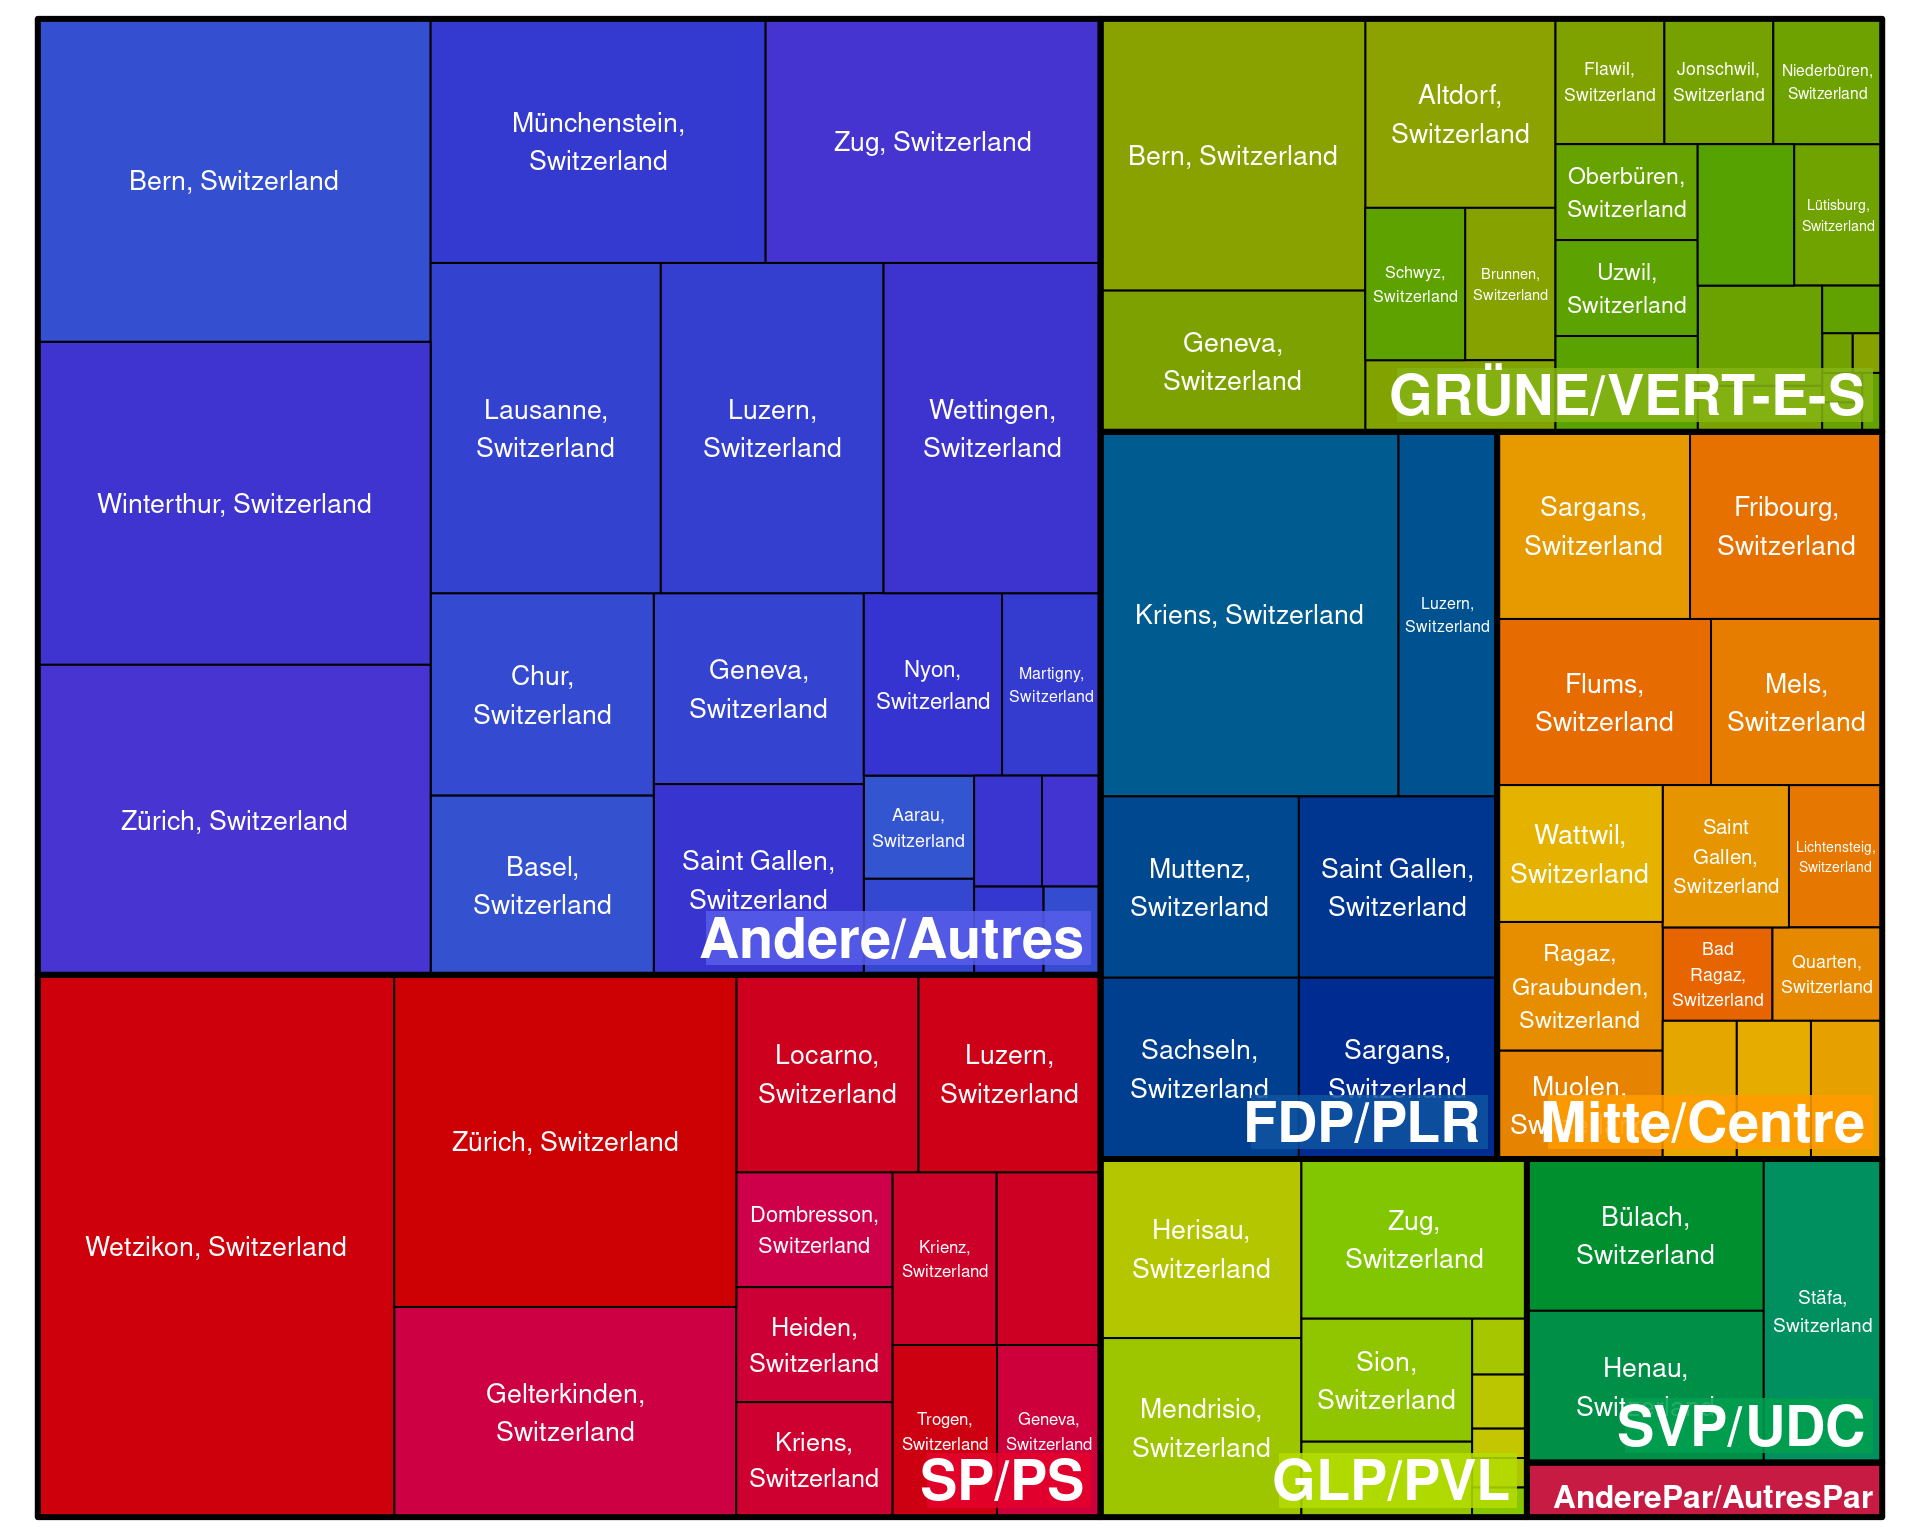 Bern, Switzerland
Winterthur, Switzerland
Zürich, Switzerland
Münchenstein,
Switzerland
Zug, Switzerland
Lausanne,
Switzerland
Luzern,
Switzerland
Wettingen,
Switzerland
Chur,
Switzerland
Basel,
Switzerland
Geneva,
Switzerland
Saint Gallen,
Switzerland
Nyon,
Switzerland
Martigny,
Switzerland
Aarau,
Switzerland
Andere/Autres
Wetzikon, Switzerland
Zürich, Switzerland
Gelterkinden,
Switzerland
Locarno,
Switzerland
Luzern,
Switzerland
Dombresson,
Switzerland
Heiden,
Switzerland
Kriens,
Switzerland
Krienz,
Switzerland
Trogen,
Switzerland
Geneva,
Switzerland
SP/PS
Bern, Switzerland
Geneva,
Switzerland
Altdorf,
Switzerland
Schwyz,
Switzerland
Brunnen,
Switzerland
Flawil,
Switzerland
Jonschwil,
Switzerland
Niederbüren,
Switzerland
Oberbüren,
Switzerland
Uzwil,
Switzerland
Lütisburg,
Switzerland
GRÜNE/VERT-E-S
Kriens, Switzerland
Luzern,
Switzerland
Muttenz,
Switzerland
Saint Gallen,
Switzerland
Sachseln,
Switzerland
Sargans,
Switzerland
FDP/PLR
Sargans,
Switzerland
Fribourg,
Switzerland
Flums,
Switzerland
Mels,
Switzerland
Wattwil,
Switzerland
Ragaz,
Graubunden,
Switzerland
Muolen,
Saint
Gallen,
Switzerland
Lichtensteig,
Switzerland
Bad
Ragaz,
Switzerland
Quarten,
Switzerland
Mitte/Centre
Herisau,
Switzerland
Mendrisio,
Switzerland
Zug,
Switzerland
Sion,
Switzerland
GLP/PVL
Bülach,
Switzerland
Henau,
Switzerland
Stäfa,
Switzerland
SVP/UDC
AnderePar/AutresPar